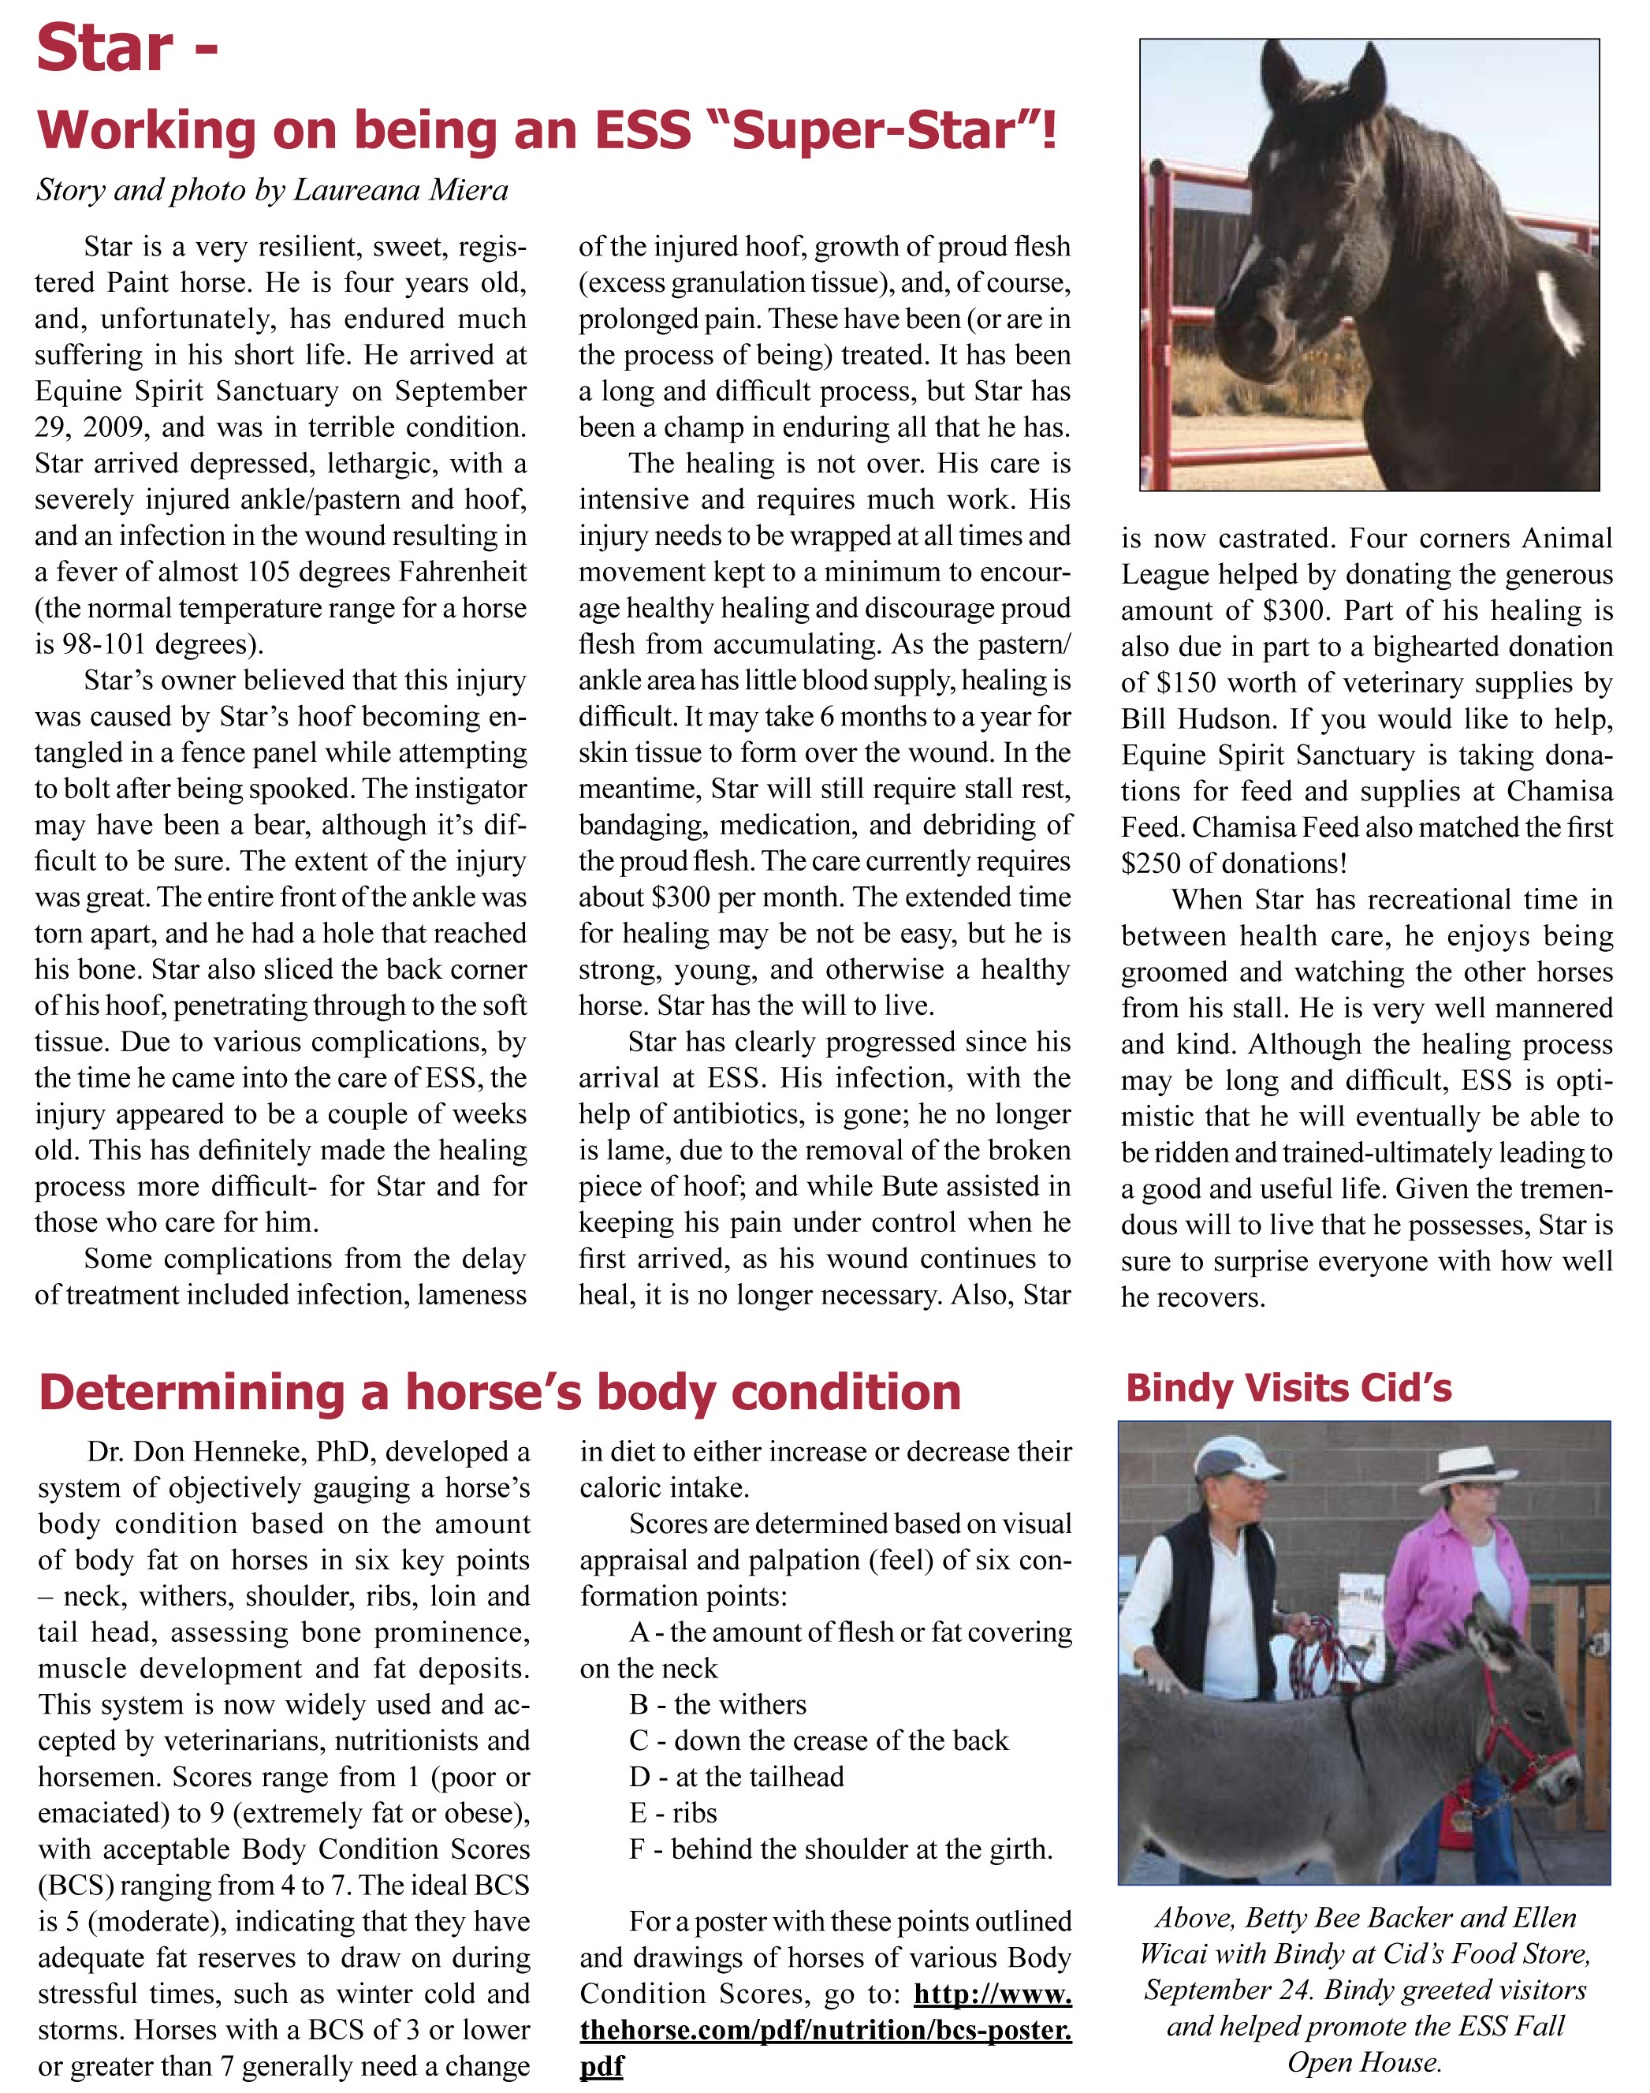 Star -
Working on being an ESS “Super-Star”!
Story and photo by Laureana Miera
Star is a very resilient, sweet, regis-
tered Paint horse. He is four years old,
and, unfortunately, has endured much
suffering in his short life. He arrived at
Equine Spirit Sanctuary on September
29, 2009, and was in terrible condition.
Star arrived depressed, lethargic, with a
severely injured ankle/pastern and hoof,
and an infection in the wound resulting in
a fever of almost 105 degrees Fahrenheit
(the normal temperature range for a horse
is 98-101 degrees).
Star’s owner believed that this injury
was caused by Star’s hoof becoming en-
tangled in a fence panel while attempting
to bolt after being spooked. The instigator
may have been a bear, although it’s dif-
ficult to be sure. The extent of the injury
was great. The entire front of the ankle was
torn apart, and he had a hole that reached
his bone. Star also sliced the back corner
of his hoof, penetrating through to the soft
tissue. Due to various complications, by
the time he came into the care of ESS, the
injury appeared to be a couple of weeks
old. This has definitely made the healing
process more difficult- for Star and for
those who care for him.
Some complications from the delay
of treatment included infection, lameness
of the injured hoof, growth of proud flesh
(excess granulation tissue), and, of course,
prolonged pain. These have been (or are in
the process of being) treated. It has been
a long and difficult process, but Star has
been a champ in enduring all that he has.
The healing is not over. His care is
intensive and requires much work. His
injury needs to be wrapped at all times and
movement kept to a minimum to encour-
age healthy healing and discourage proud
flesh from accumulating. As the pastern/
ankle area has little blood supply, healing is
difficult. It may take 6 months to a year for
skin tissue to form over the wound. In the
meantime, Star will still require stall rest,
bandaging, medication, and debriding of
the proud flesh. The care currently requires
about $300 per month. The extended time
for healing may be not be easy, but he is
strong, young, and otherwise a healthy
horse. Star has the will to live.
Star has clearly progressed since his
arrival at ESS. His infection, with the
help of antibiotics, is gone; he no longer
is lame, due to the removal of the broken
piece of hoof; and while Bute assisted in
keeping his pain under control when he
first arrived, as his wound continues to
heal, it is no longer necessary. Also, Star
is now castrated. Four corners Animal
League helped by donating the generous
amount of $300. Part of his healing is
also due in part to a bighearted donation
of $150 worth of veterinary supplies by
Bill Hudson. If you would like to help,
Equine Spirit Sanctuary is taking dona-
tions for feed and supplies at Chamisa
Feed. Chamisa Feed also matched the first
$250 of donations!
When Star has recreational time in
between health care, he enjoys being
groomed and watching the other horses
from his stall. He is very well mannered
and kind. Although the healing process
may be long and difficult, ESS is opti-
mistic that he will eventually be able to
be ridden and trained-ultimately leading to
a good and useful life. Given the tremen-
dous will to live that he possesses, Star is
sure to surprise everyone with how well
he recovers.
Determining a horse’s body condition
Dr. Don Henneke, PhD, developed a
system of objectively gauging a horse’s
body condition based on the amount
of body fat on horses in six key points
– neck, withers, shoulder, ribs, loin and
tail head, assessing bone prominence,
muscle development and fat deposits.
This system is now widely used and ac-
cepted by veterinarians, nutritionists and
horsemen. Scores range from 1 (poor or
emaciated) to 9 (extremely fat or obese),
with acceptable Body Condition Scores
(BCS) ranging from 4 to 7. The ideal BCS
is 5 (moderate), indicating that they have
adequate fat reserves to draw on during
stressful times, such as winter cold and
storms. Horses with a BCS of 3 or lower
or greater than 7 generally need a change
in diet to either increase or decrease their
caloric intake.
Scores are determined based on visual
appraisal and palpation (feel) of six con-
formation points:
A - the amount of flesh or fat covering
on the neck
B - the withers
C - down the crease of the back
D - at the tailhead
E - ribs
F - behind the shoulder at the girth.
For a poster with these points outlined
and drawings of horses of various Body
Condition Scores, go to: http://www.
thehorse.com/pdf/nutrition/bcs-poster.
pdf
Bindy Visits Cid’s
Above, Betty Bee Backer and Ellen
Wicai with Bindy at Cid’s Food Store,
September 24. Bindy greeted visitors
and helped promote the ESS Fall
Open House.